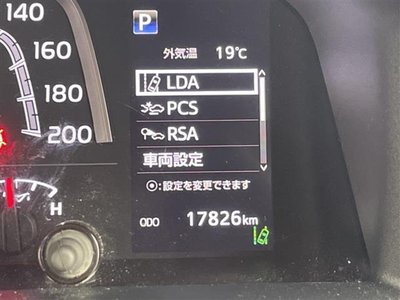 140
160
180
200
H
P
外気温 19℃
LDA
PCS
RSA
車両設定
⦿:設定を変更できます
ODO 17826km